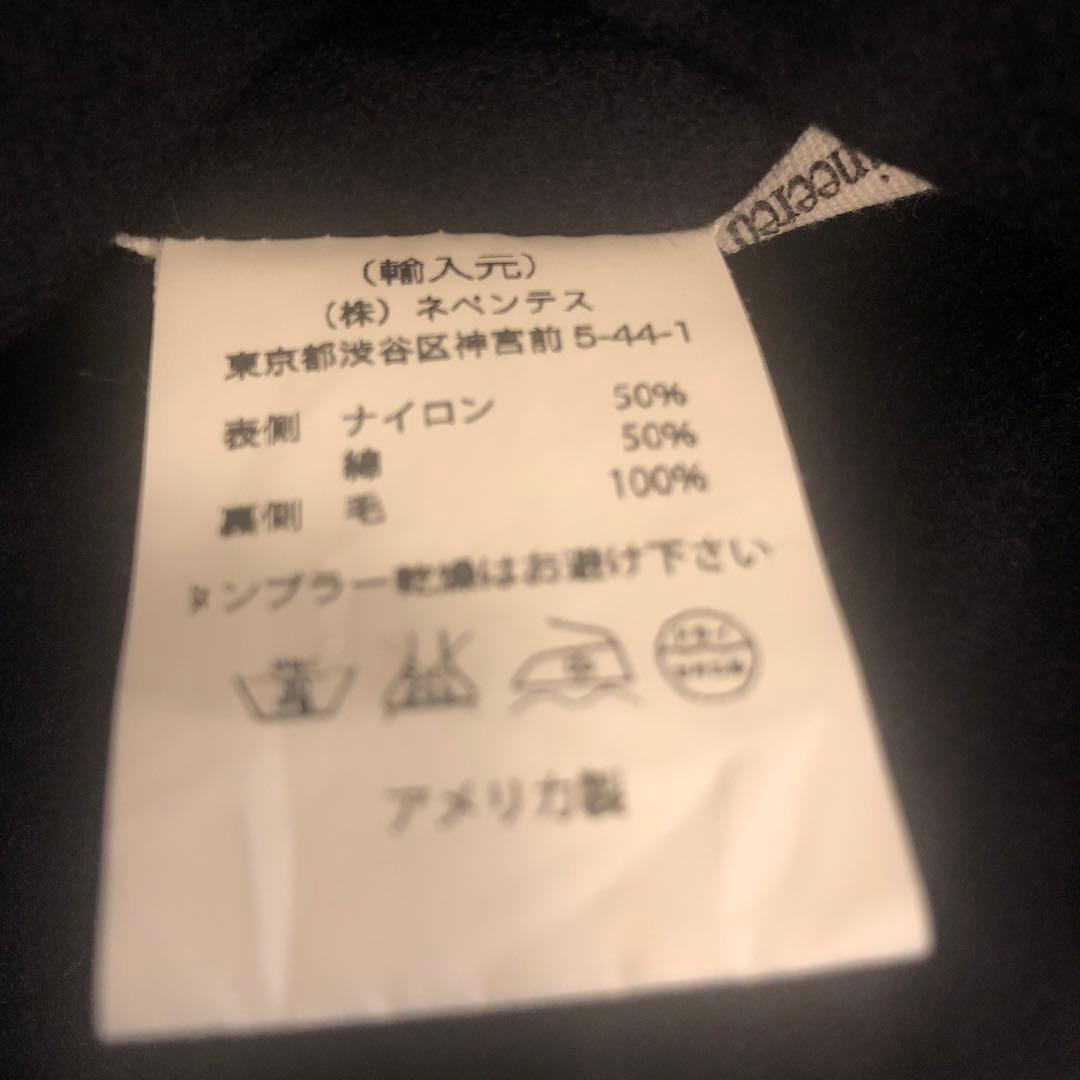 ineered
(輸入元)
(株) ネペンテス
東京都渋谷区神宮前 5-44-1
表側 ナイロン 50%
綿 50%
裏側 毛 100%
タンブラー乾燥はお避け下さい
アメリカ製